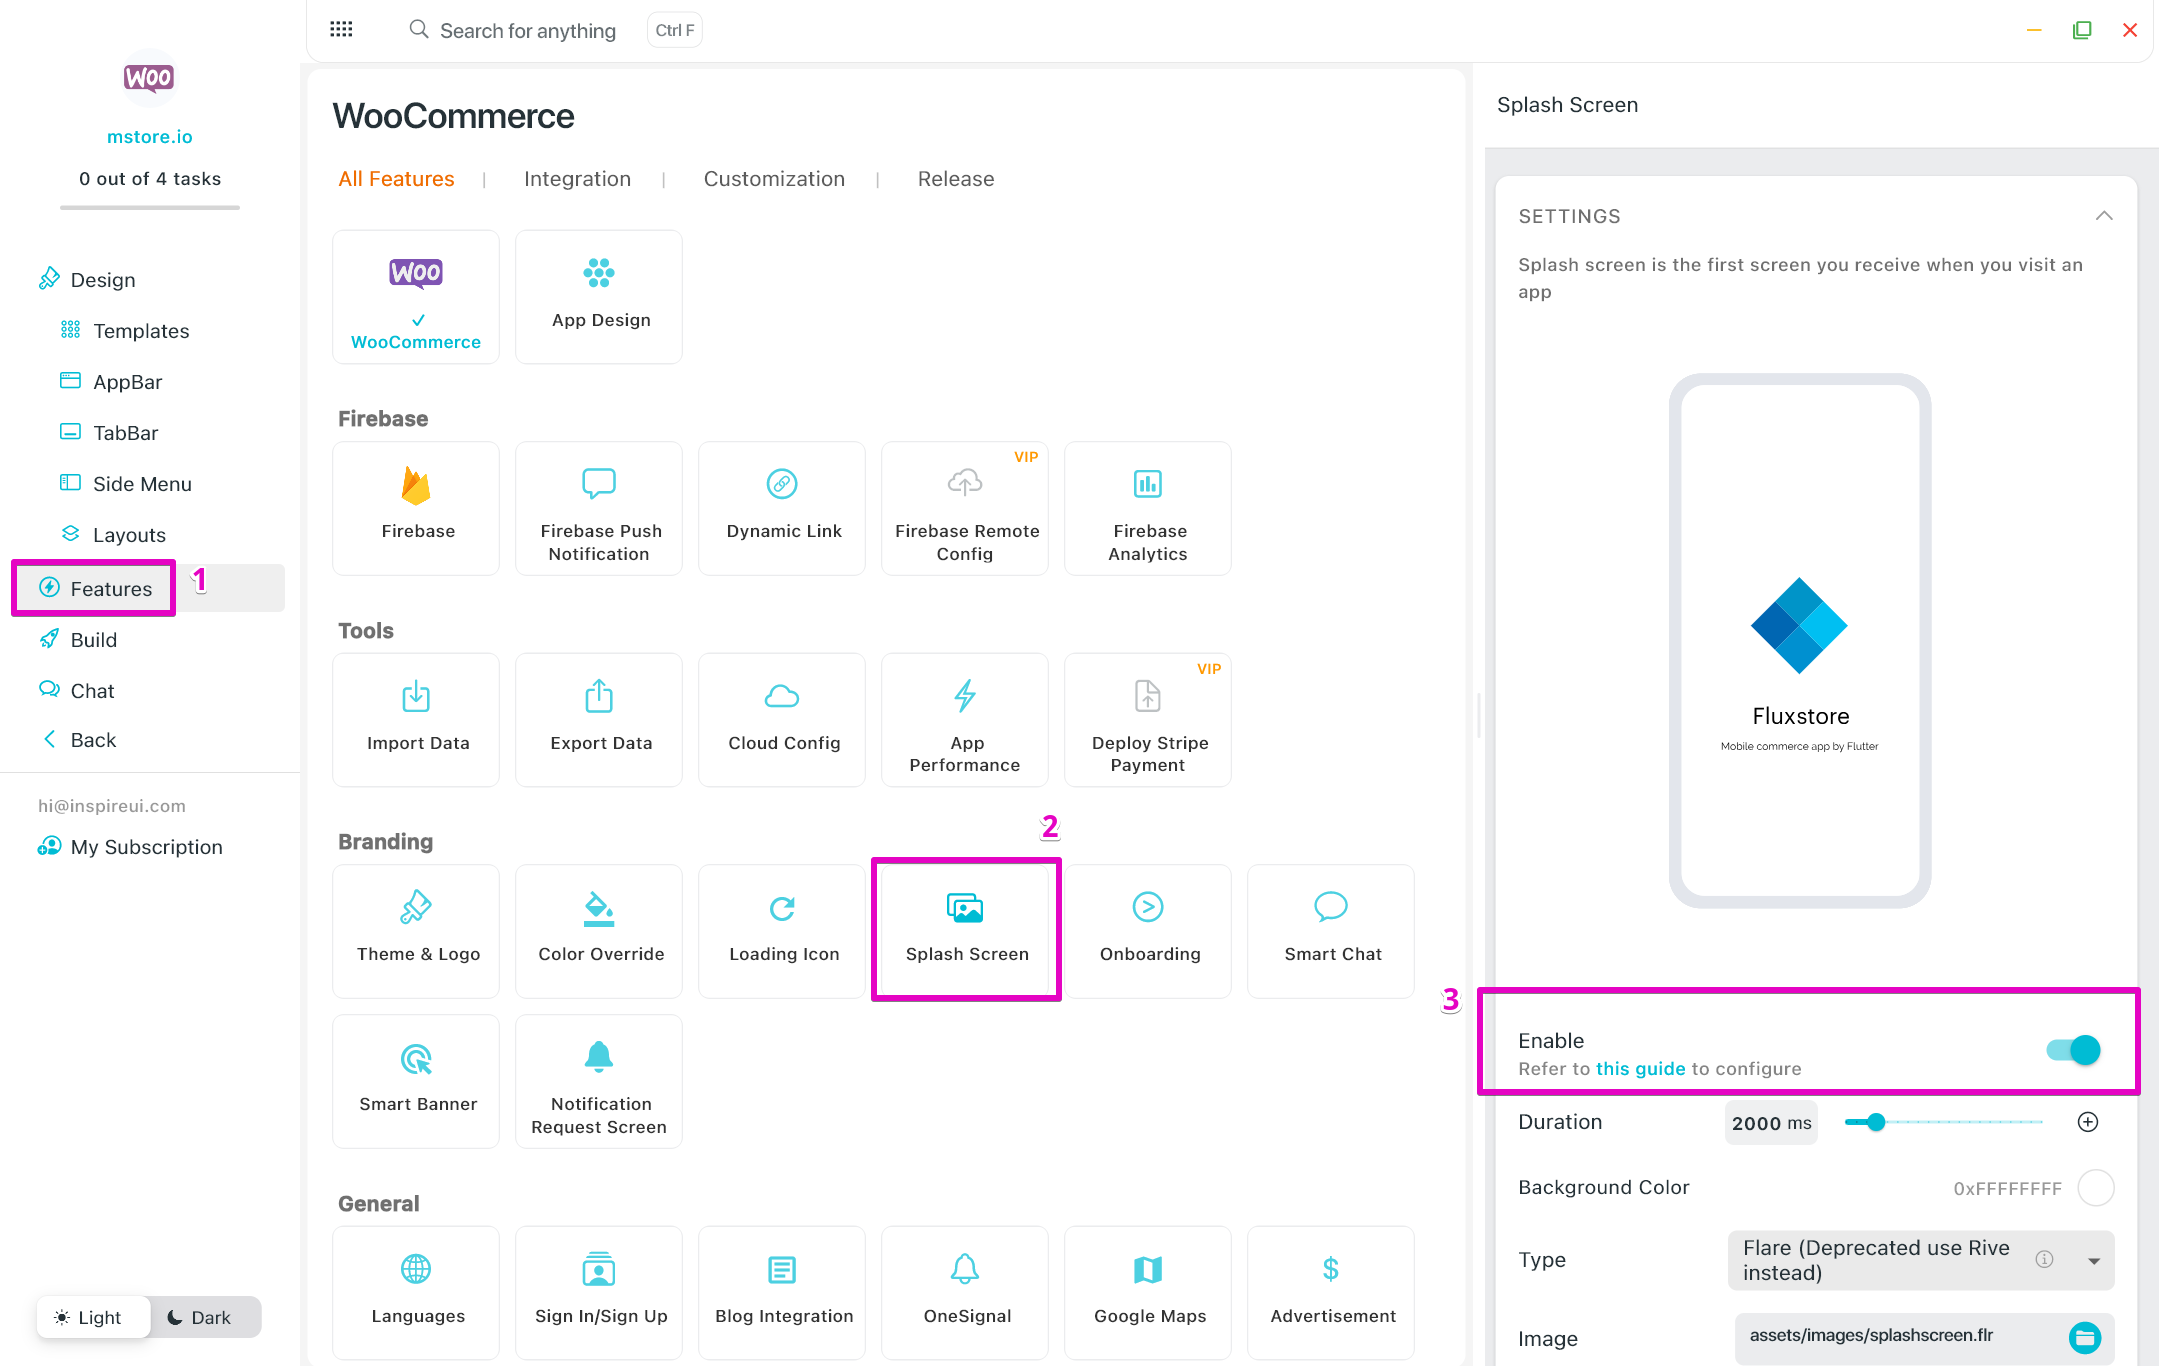 WOO
mstore.io
0 out of 4 tasks
Design
Templates
AppBar
TabBar
Side Menu
Layouts
Features
1
Build
Chat
Back
hi@inspireui.com
My Subscription
Light
Dark
Search for anything
Ctrl F
WooCommerce
All Features | Integration | Customization | Release
WOO
WooCommerce
App Design
Firebase
Firebase
Firebase Push
Notification
Dynamic Link
VIP
Firebase Remote
Config
Firebase
Analytics
Tools
Import Data
Export Data
Cloud Config
App
Performance
VIP
Deploy Stripe
Payment
Branding
2
Theme & Logo
Color Override
Loading Icon
Splash Screen
Onboarding
Smart Chat
Smart Banner
Notification
Request Screen
General
Languages
Sign In/Sign Up
Blog Integration
OneSignal
Google Maps
$
Advertisement
Splash Screen
SETTINGS
Splash screen is the first screen you receive when you visit an
app
Fluxstore
Mobile commerce app by Flutter
3
Enable
Refer to this guide to configure
Duration
2000 ms
Background Color
0xFFFFFFFF
Type
Flare (Deprecated use Rive
instead)
Image
assets/images/splashscreen.flr